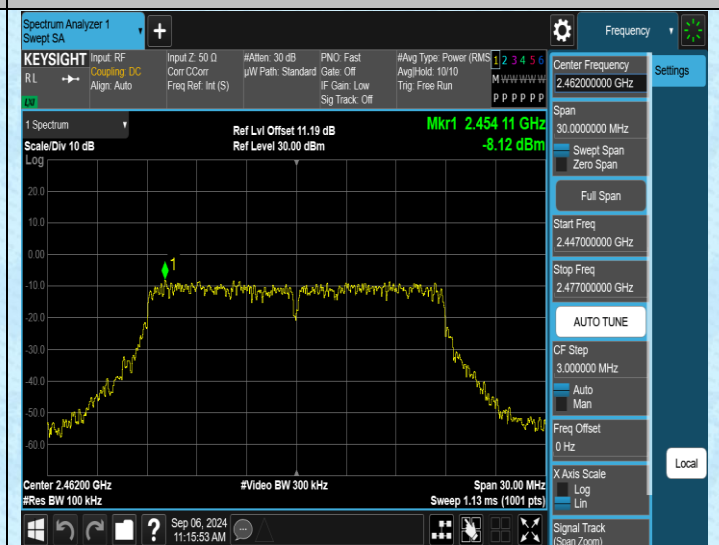 Spectrum Analyzer 1
Swept SA
Frequency
KEYSIGHT
RL
LXI
Input: RF
Coupling: DC
Align: Auto
Input Z: 50 Ω
Corr CCorr
Freq Ref: Int (S)
#Atten: 30 dB
µW Path: Standard
PNO: Fast
Gate: Off
IF Gain: Low
Sig Track: Off
#Avg Type: Power (RMS
Avg|Hold: 10/10
Trig: Free Run
1 2 3 4 5 6
M W W W W W
P P P P P P
1 Spectrum
Scale/Div 10 dB
Ref Lvl Offset 11.19 dB
Ref Level 30.00 dBm
Mkr1 2.454 11 GHz
-8.12 dBm
Log
20.0
10.0
0.00
-10.0
-20.0
-30.0
-40.0
-50.0
-60.0
1
Center 2.46200 GHz
#Res BW 100 kHz
#Video BW 300 kHz
Span 30.00 MHz
Sweep 1.13 ms (1001 pts)
Sep 06, 2024
11:15:53 AM
Center Frequency
2.462000000 GHz
Span
30.0000000 MHz
Swept Span
Zero Span
Full Span
Start Freq
2.447000000 GHz
Stop Freq
2.477000000 GHz
AUTO TUNE
CF Step
3.000000 MHz
Auto
Man
Freq Offset
0 Hz
X Axis Scale
Log
Lin
Signal Track
(Span Zoom)
Settings
Local